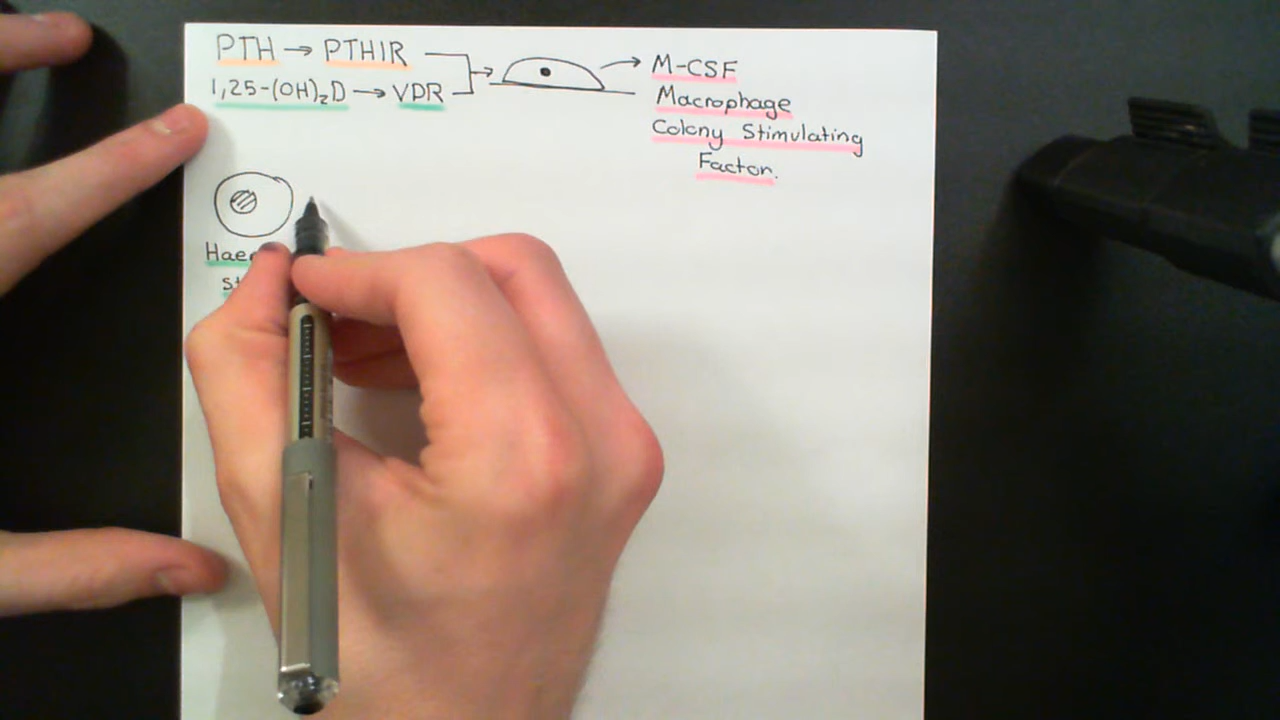 PTH → PTH1R
1,25-(OH)₂D → VDR
M-CSF
Macrophage
Colony Stimulating
Factor.